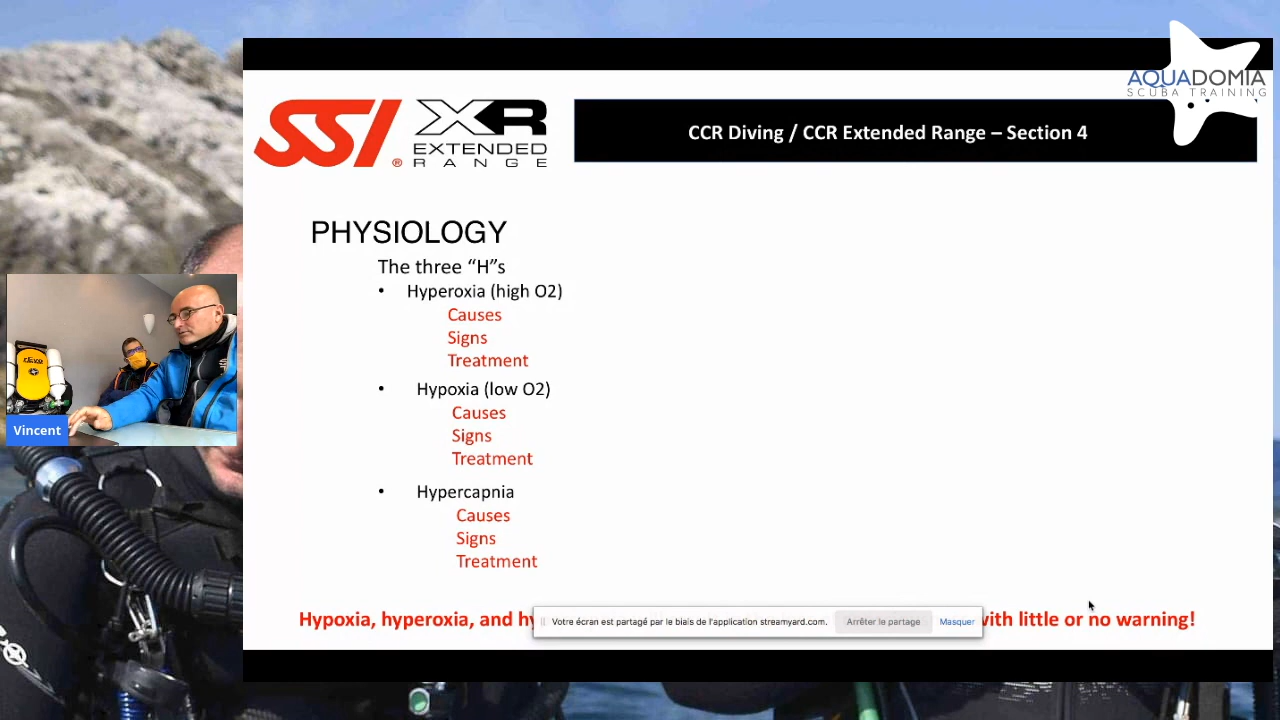 AQUADOMIA
SCUBA TRAINING
SSI® XR
EXTENDED
RANGE
CCR Diving / CCR Extended Range – Section 4
PHYSIOLOGY
The three “H”s
• Hyperoxia (high O2)
Causes
Signs
Treatment
• Hypoxia (low O2)
Causes
Signs
Treatment
• Hypercapnia
Causes
Signs
Treatment
Vincent
Hypoxia, hyperoxia, and hy
Votre écran est partagé par le biais de l'application streamyard.com. Arrêter le partage Masquer
with little or no warning!